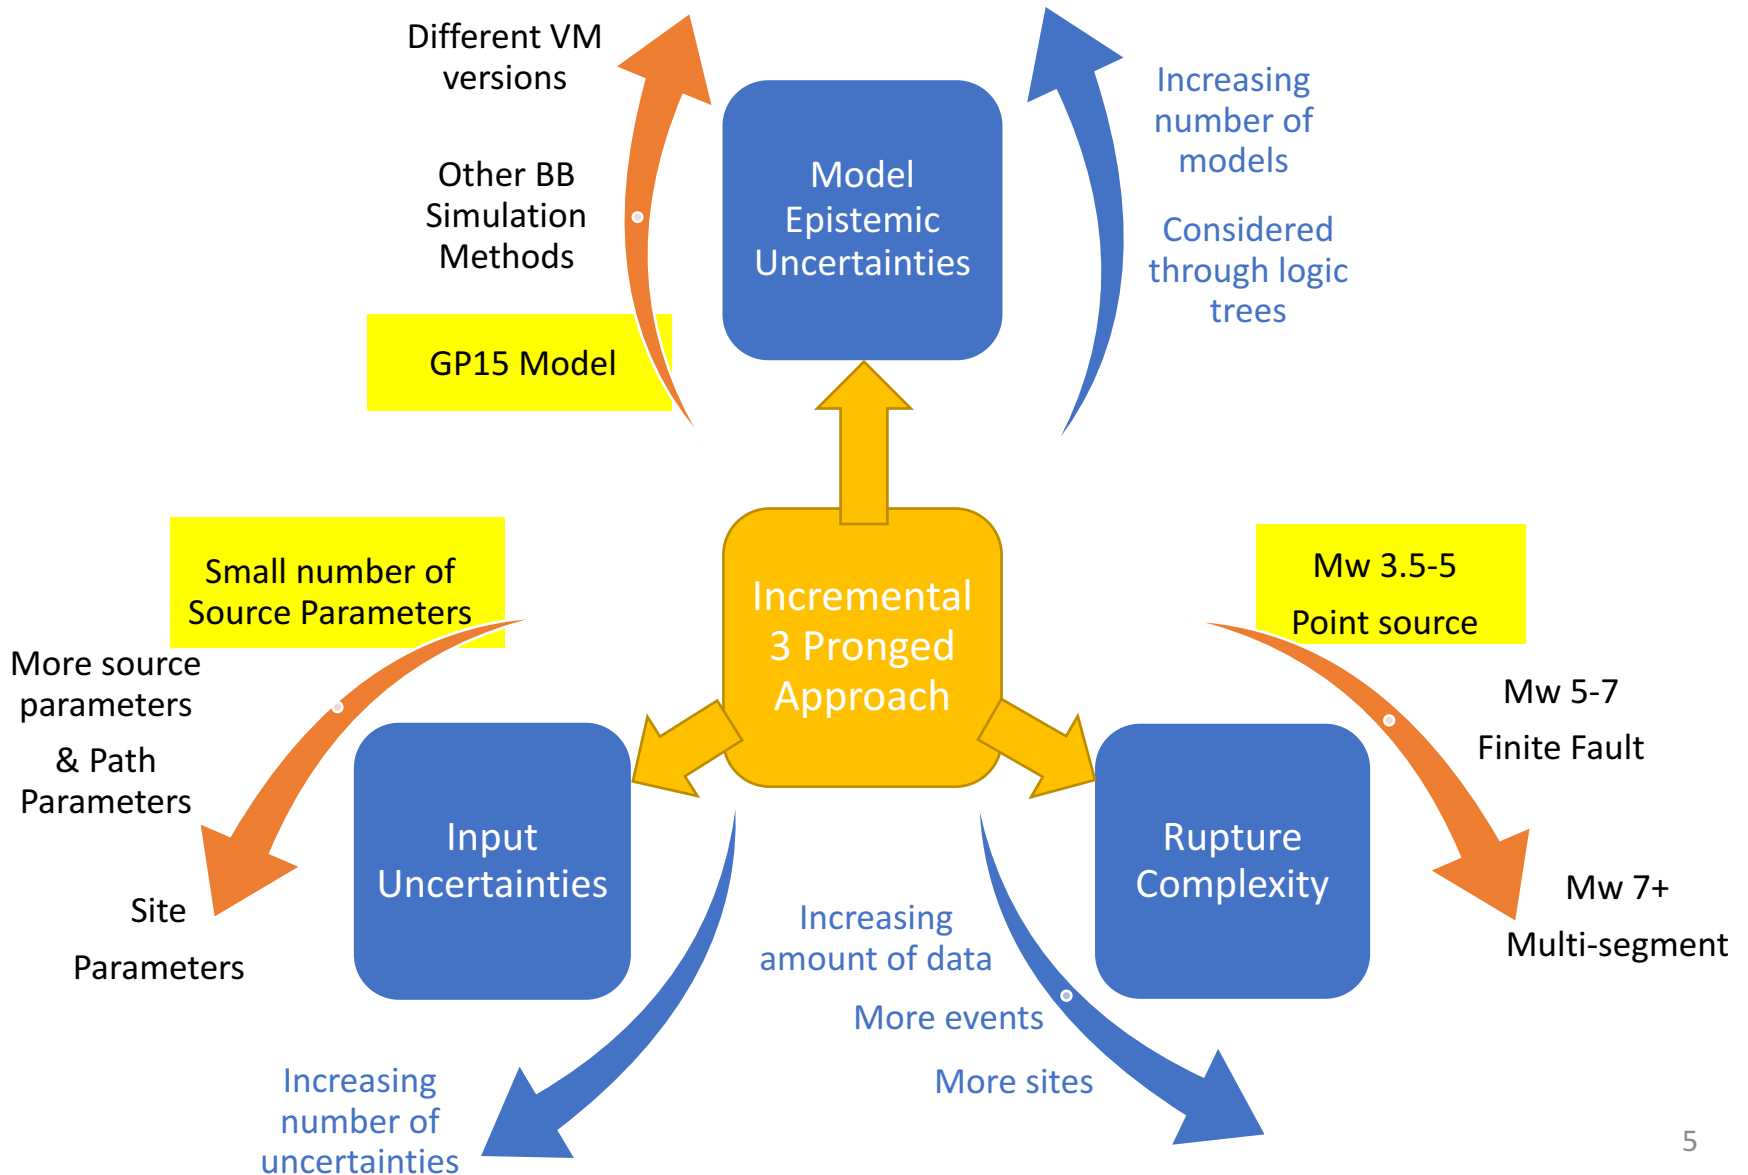 Different VM
versions
Other BB
Simulation
Methods
GP15 Model
Model
Epistemic
Uncertainties
Increasing
number of
models
Considered
through logic
trees
Small number of
Source Parameters
More source
parameters
& Path
Parameters
Site
Parameters
Incremental
3 Pronged
Approach
Mw 3.5-5
Point source
Mw 5-7
Finite Fault
Mw 7+
Multi-segment
Input
Uncertainties
Rupture
Complexity
Increasing
amount of data
More events
More sites
Increasing
number of
uncertainties
5